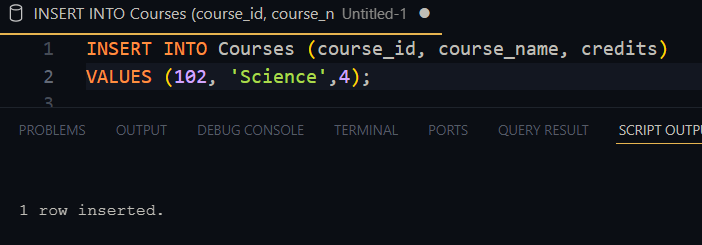 INSERT INTO Courses (course_id, course_n Untitled-1
1 INSERT INTO Courses (course_id, course_name, credits)
2 VALUES (102, 'Science',4);
3
PROBLEMS OUTPUT DEBUG CONSOLE TERMINAL PORTS QUERY RESULT SCRIPT OUTP
1 row inserted.